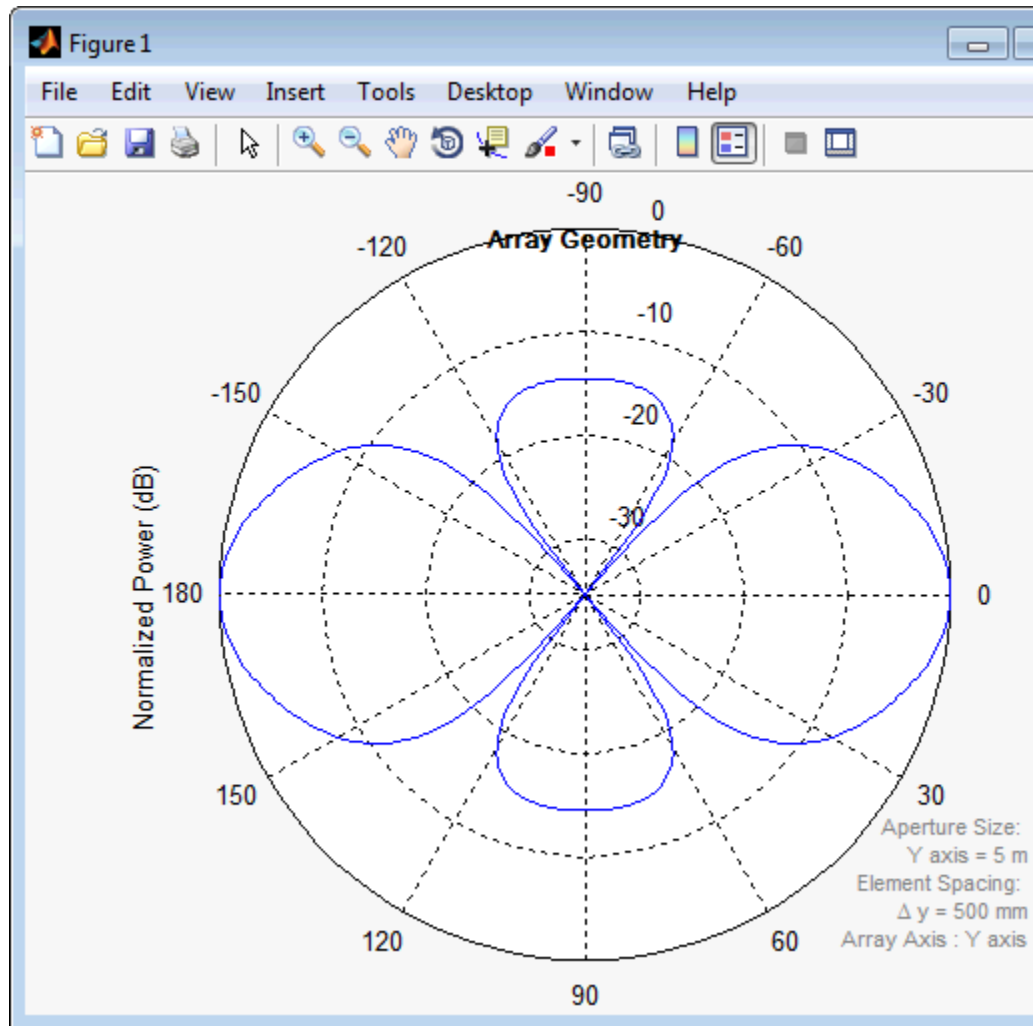 Figure 1
File Edit View Insert Tools Desktop Window Help
-90
0
Array Geometry
-120
-60
-10
-150
-30
-20
-30
Normalized Power (dB)
180
0
150
30
Aperture Size:
Y axis = 5 m
Element Spacing:
Δ y = 500 mm
Array Axis : Y axis
120
60
90